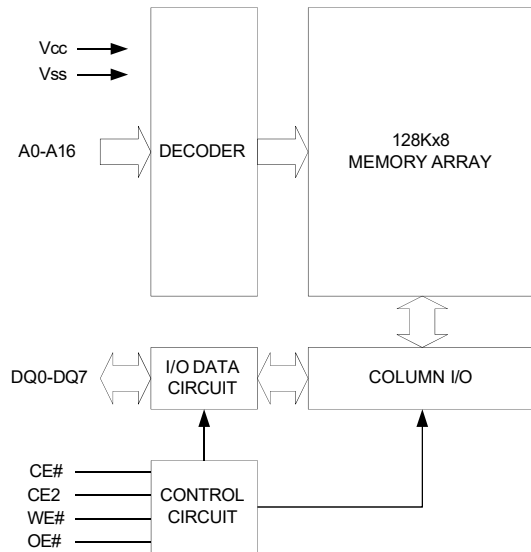 Vcc
Vss
A0-A16
DECODER
128Kx8
MEMORY ARRAY
DQ0-DQ7
I/O DATA
CIRCUIT
COLUMN I/O
CE#
CE2
WE#
OE#
CONTROL
CIRCUIT